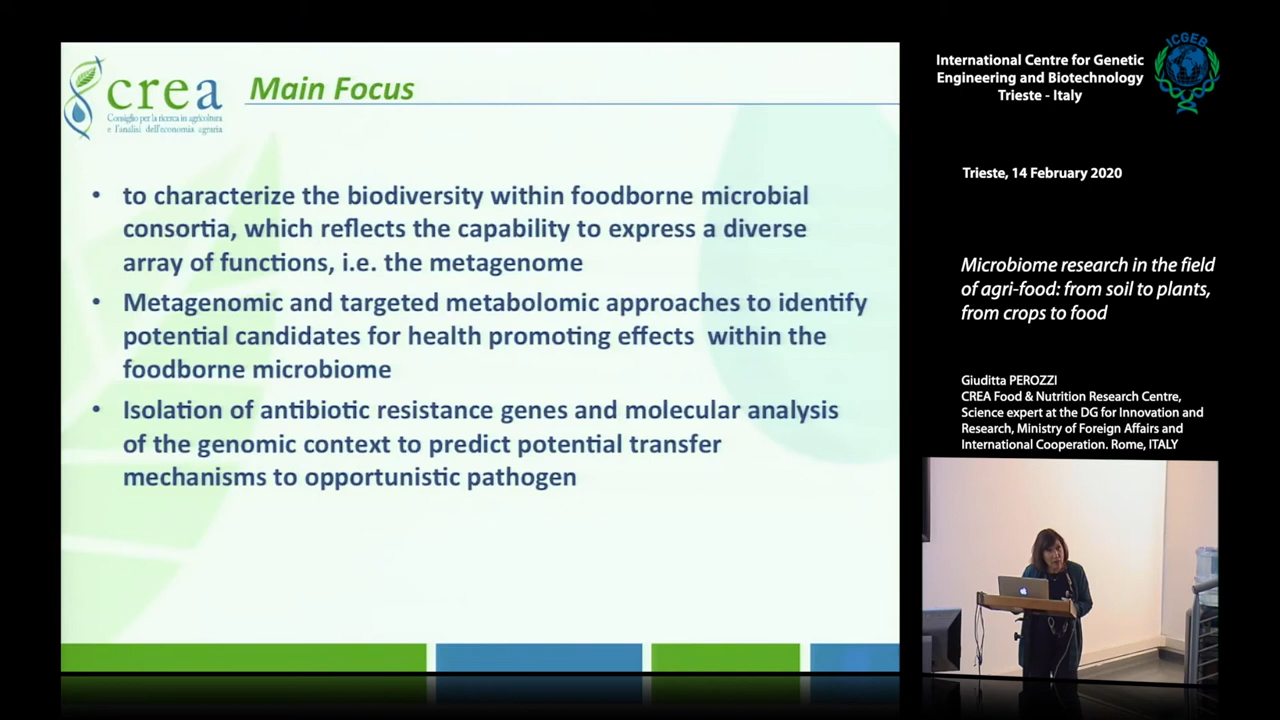 crea
Consiglio per la ricerca in agricoltura
e l'analisi dell'economia agraria
Main Focus
• to characterize the biodiversity within foodborne microbial
consortia, which reflects the capability to express a diverse
array of functions, i.e. the metagenome
• Metagenomic and targeted metabolomic approaches to identify
potential candidates for health promoting effects within the
foodborne microbiome
• Isolation of antibiotic resistance genes and molecular analysis
of the genomic context to predict potential transfer
mechanisms to opportunistic pathogen
International Centre for Genetic
Engineering and Biotechnology
Trieste - Italy
ICGEB
Trieste, 14 February 2020
Microbiome research in the field
of agri-food: from soil to plants,
from crops to food
Giuditta PEROZZI
CREA Food & Nutrition Research Centre,
Science expert at the DG for Innovation and
Research, Ministry of Foreign Affairs and
International Cooperation. Rome, ITALY